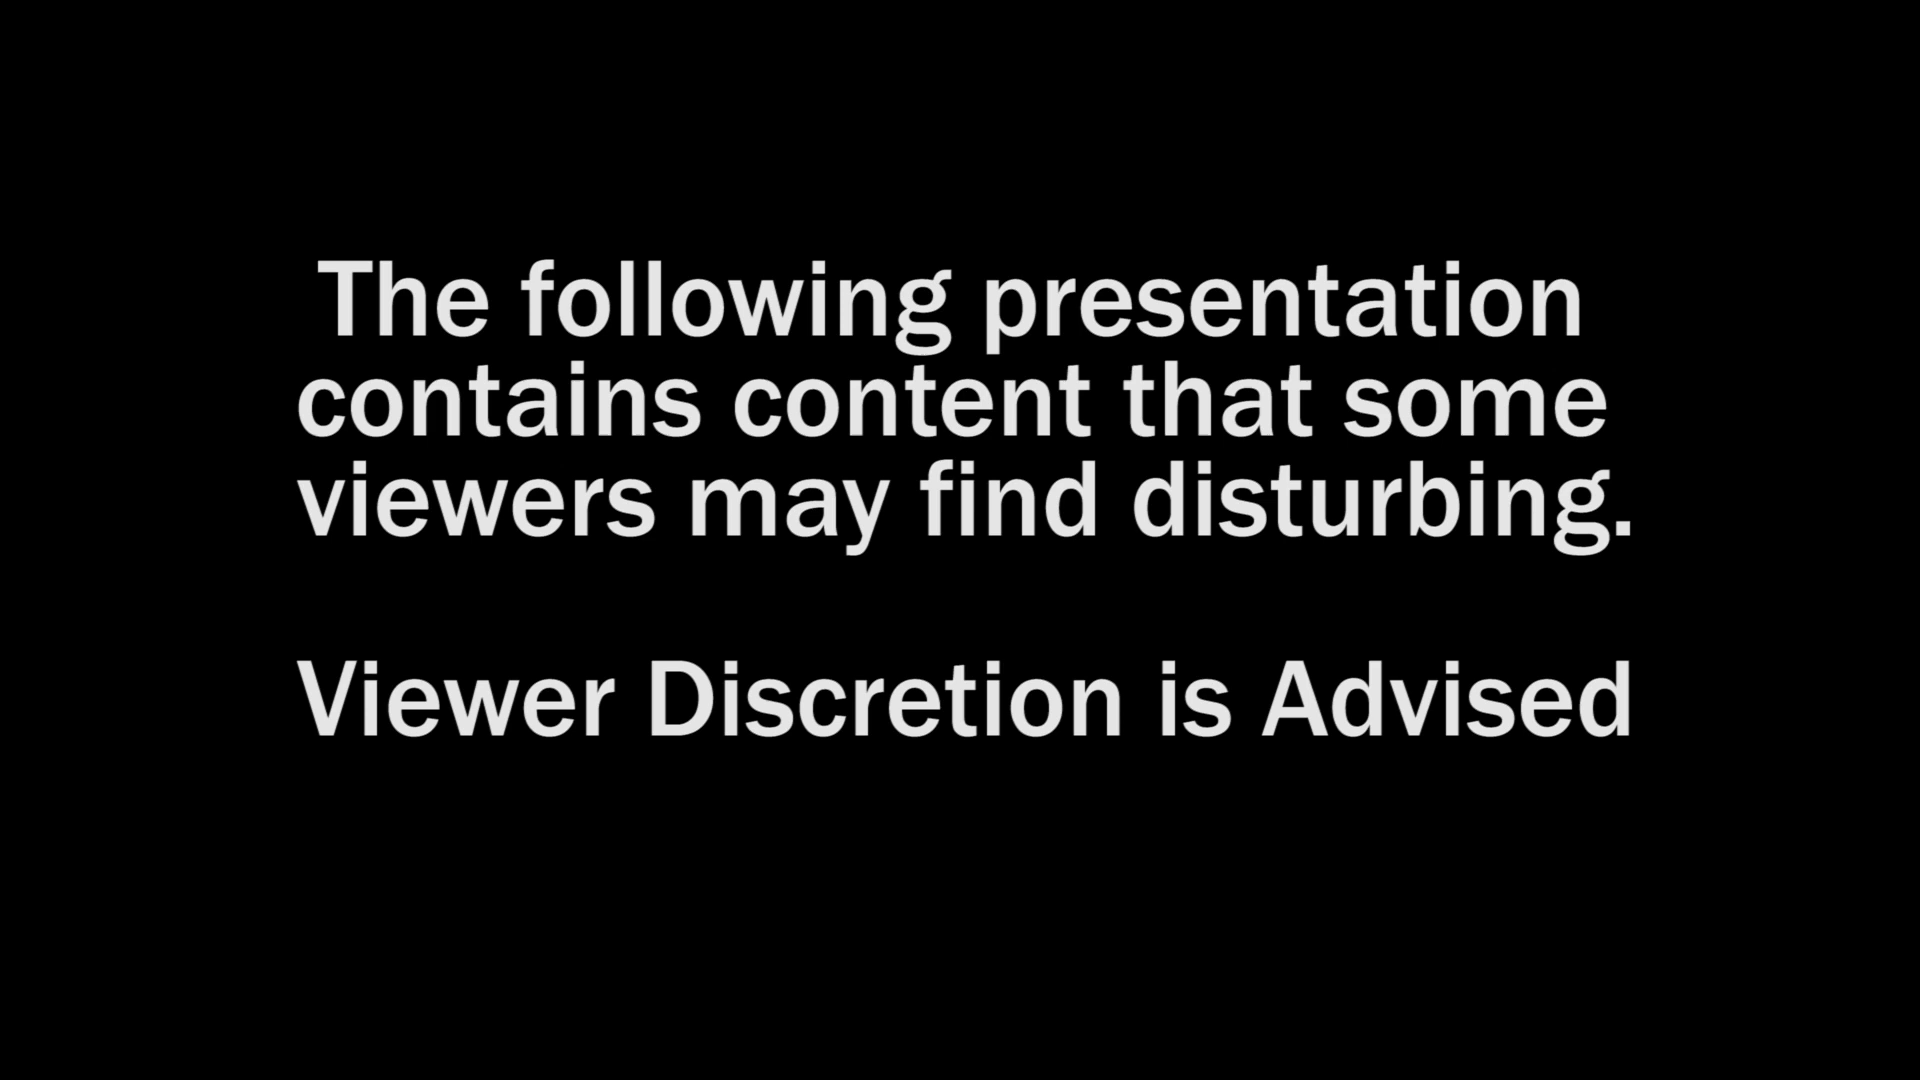 The following presentation
contains content that some
viewers may find disturbing.
Viewer Discretion is Advised